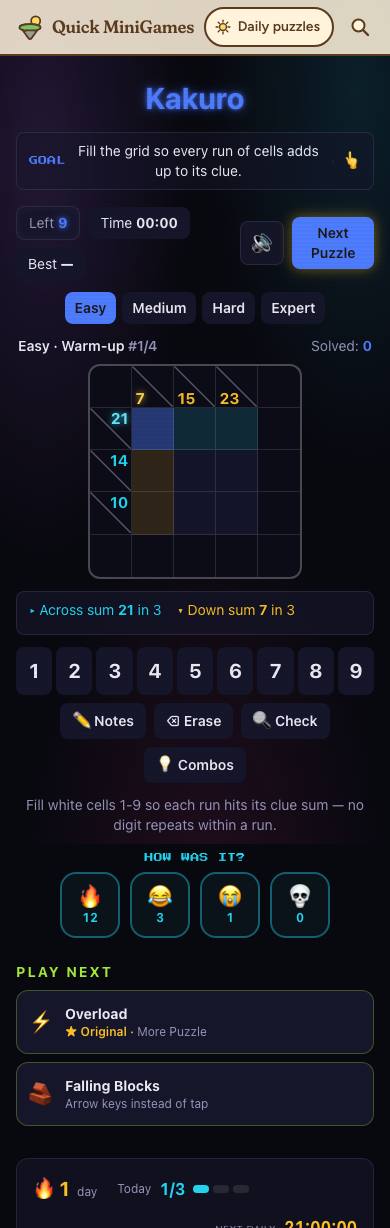 Quick MiniGames
Daily puzzles
Kakuro
GOAL
Fill the grid so every run of cells adds
up to its clue.
Left 9
Time 00:00
Best —
Next
Puzzle
Easy
Medium
Hard
Expert
Easy · Warm-up #1/4
Solved: 0
7
15
23
21
14
10
▸ Across sum 21 in 3
▾ Down sum 7 in 3
1 2 3 4 5 6 7 8 9
Notes
Erase
Check
Combos
Fill white cells 1-9 so each run hits its clue sum — no
digit repeats within a run.
HOW WAS IT?
12
3
1
0
PLAY NEXT
Overload
Original · More Puzzle
Falling Blocks
Arrow keys instead of tap
1 day
Today 1/3
NEXT DAILY 21:00:00